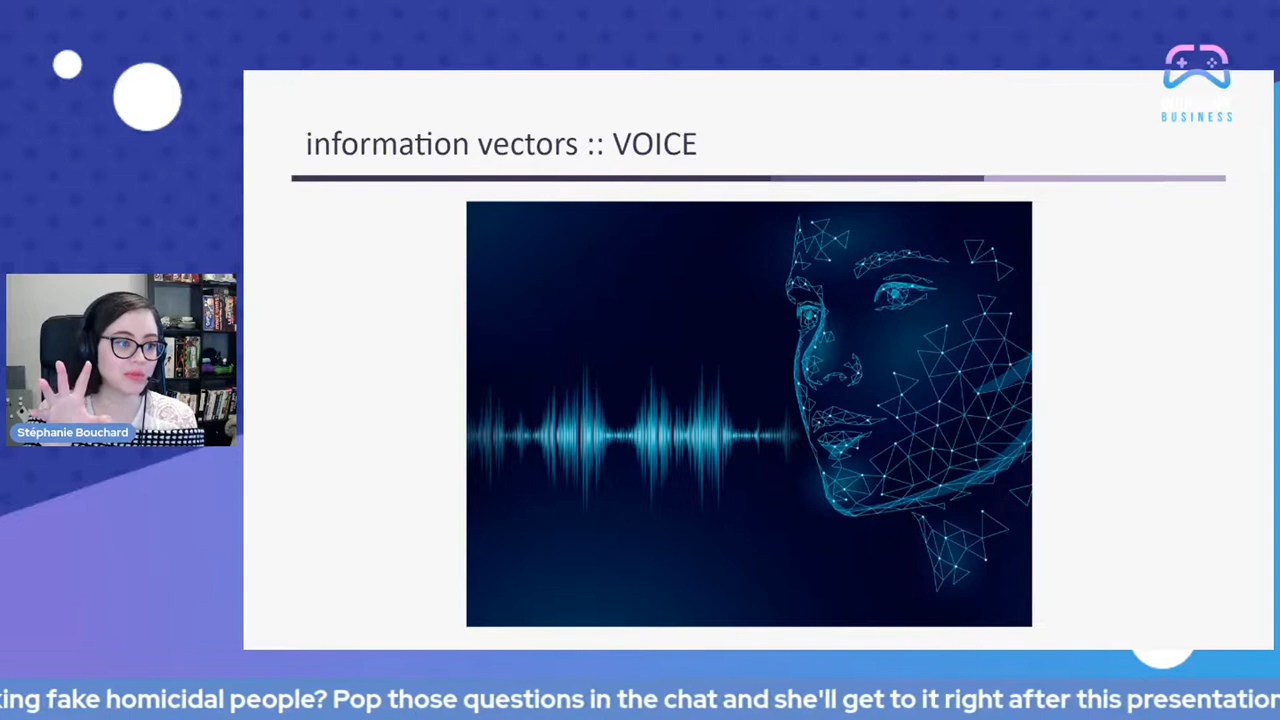 BUSINESS
information vectors :: VOICE
Stéphanie Bouchard
king fake homicidal people? Pop those questions in the chat and she'll get to it right after this presentation